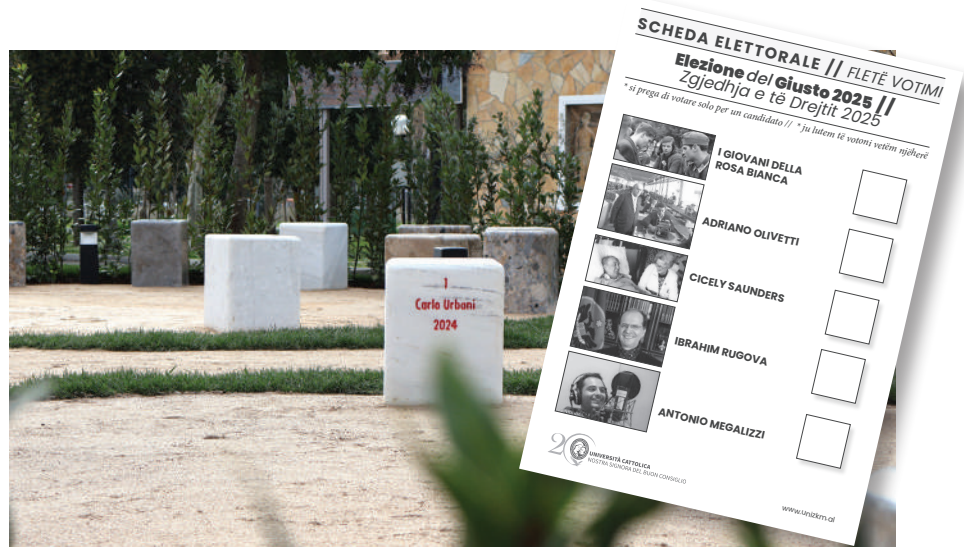 1
Carlo Urbani
2024
SCHEDA ELETTORALE // FLETË VOTIMI
Elezione del Giusto 2025 //
Zgjedhja e të Drejtit 2025
* si prega di votare solo per un candidato // * ju lutem të votoni vetëm njëherë
I GIOVANI DELLA
ROSA BIANCA
ADRIANO OLIVETTI
CICELY SAUNDERS
IBRAHIM RUGOVA
ANTONIO MEGALIZZI
20
UNIVERSITÀ CATTOLICA
NOSTRA SIGNORA DEL BUON CONSIGLIO
www.unizkm.al